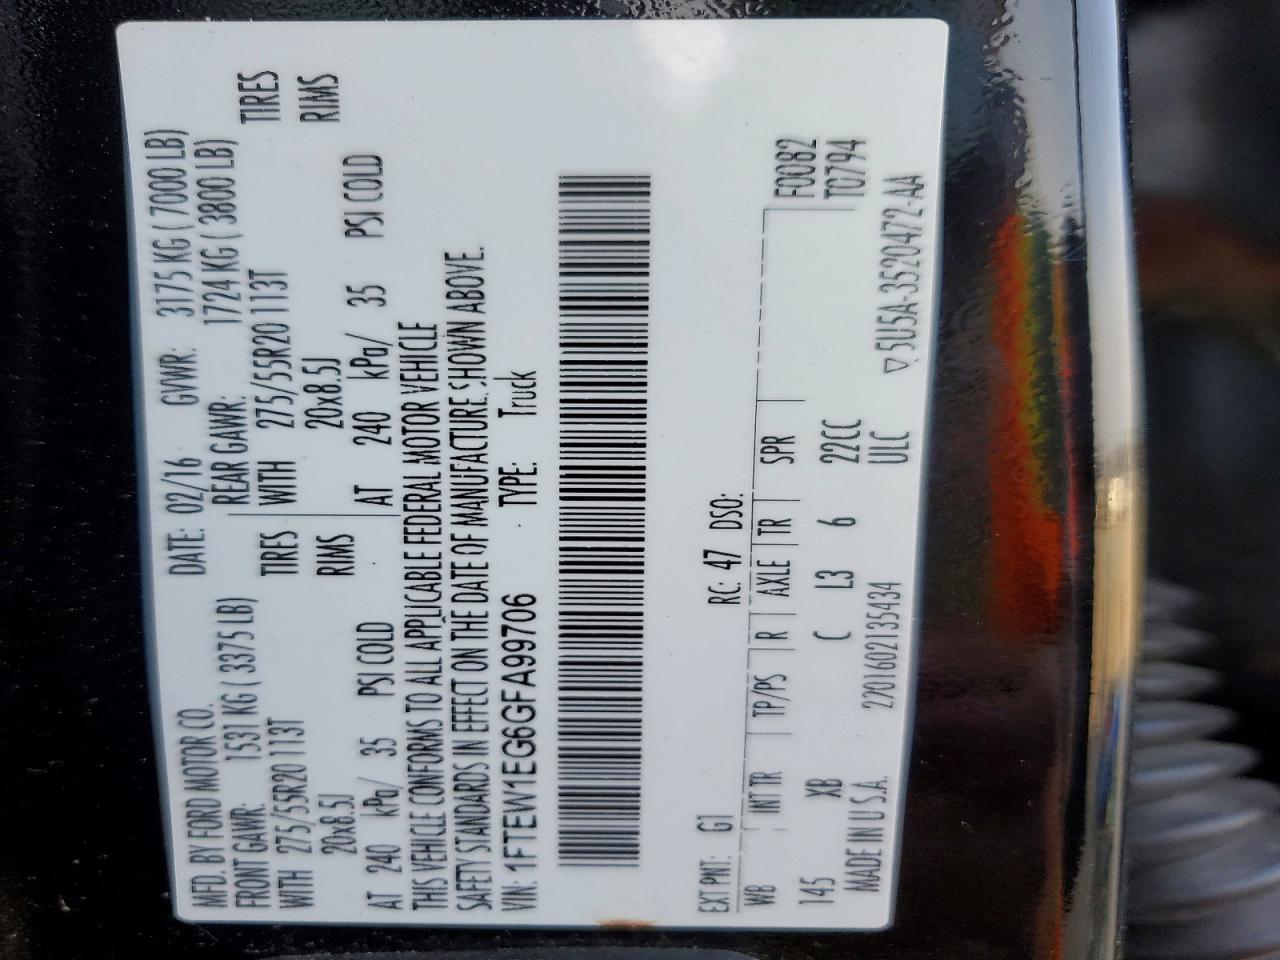 MFD. BY FORD MOTOR CO.
DATE: 02/16 GVWR: 3175 KG ( 7000 LB)
FRONT GAWR: 1531 KG ( 3375 LB)
REAR GAWR: 1724 KG ( 3800 LB)
WITH 275/55R20 113T TIRES
WITH 275/55R20 113T TIRES
20x8.5J RIMS
20x8.5J RIMS
AT 240 kPa/ 35 PSI COLD
AT 240 kPa/ 35 PSI COLD
THIS VEHICLE CONFORMS TO ALL APPLICABLE FEDERAL MOTOR VEHICLE
SAFETY STANDARDS IN EFFECT ON THE DATE OF MANUFACTURE SHOWN ABOVE.
VIN: 1FTEW1EG6GFA99706 TYPE: Truck
EXT PNT: G1 RC: 47 DSO:
WB INT TR TP/PS R AXLE TR SPR F0082
145 XB C L3 6 22CC T0794
MADE IN U.S.A. 2201602135434 ULC
5U5A-3520472-AA